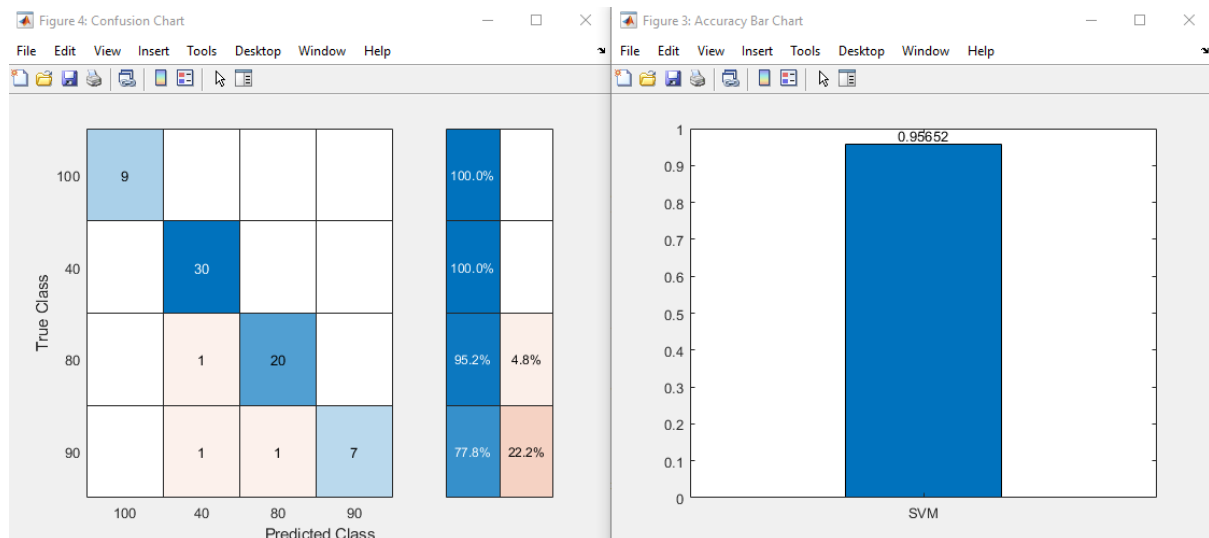 Figure 4: Confusion Chart
File Edit View Insert Tools Desktop Window Help
100 9 100.0%
40 30 100.0%
80 1 20 95.2% 4.8%
90 1 1 7 77.8% 22.2%
True Class
100 40 80 90
Predicted Class
Figure 3: Accuracy Bar Chart
File Edit View Insert Tools Desktop Window Help
1
0.95652
0.9
0.8
0.7
0.6
0.5
0.4
0.3
0.2
0.1
0
SVM